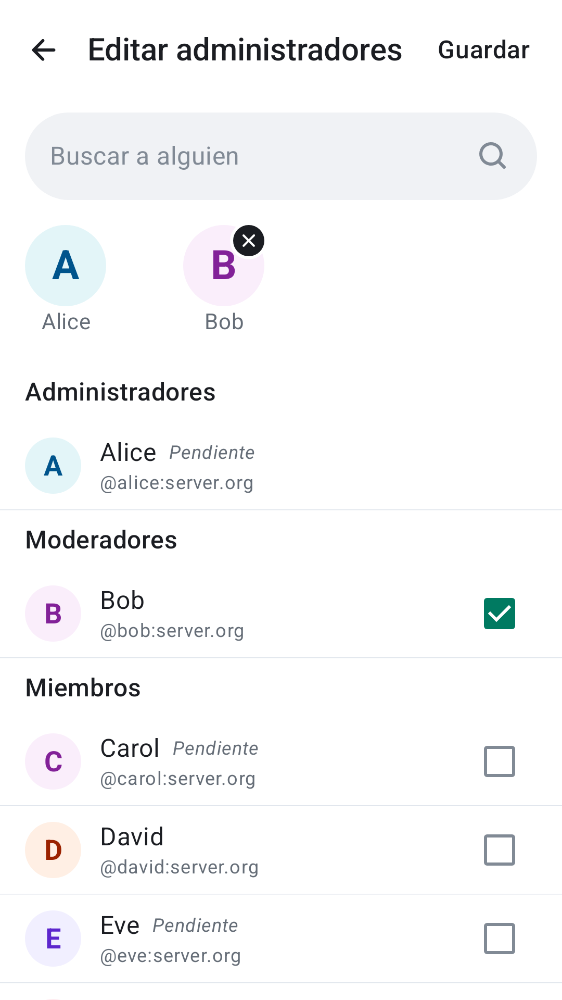 Editar administradores Guardar
Buscar a alguien
A B
Alice Bob
Administradores
A Alice Pendiente
@alice:server.org
Moderadores
B Bob
@bob:server.org
Miembros
C Carol Pendiente
@carol:server.org
D David
@david:server.org
E Eve Pendiente
@eve:server.org